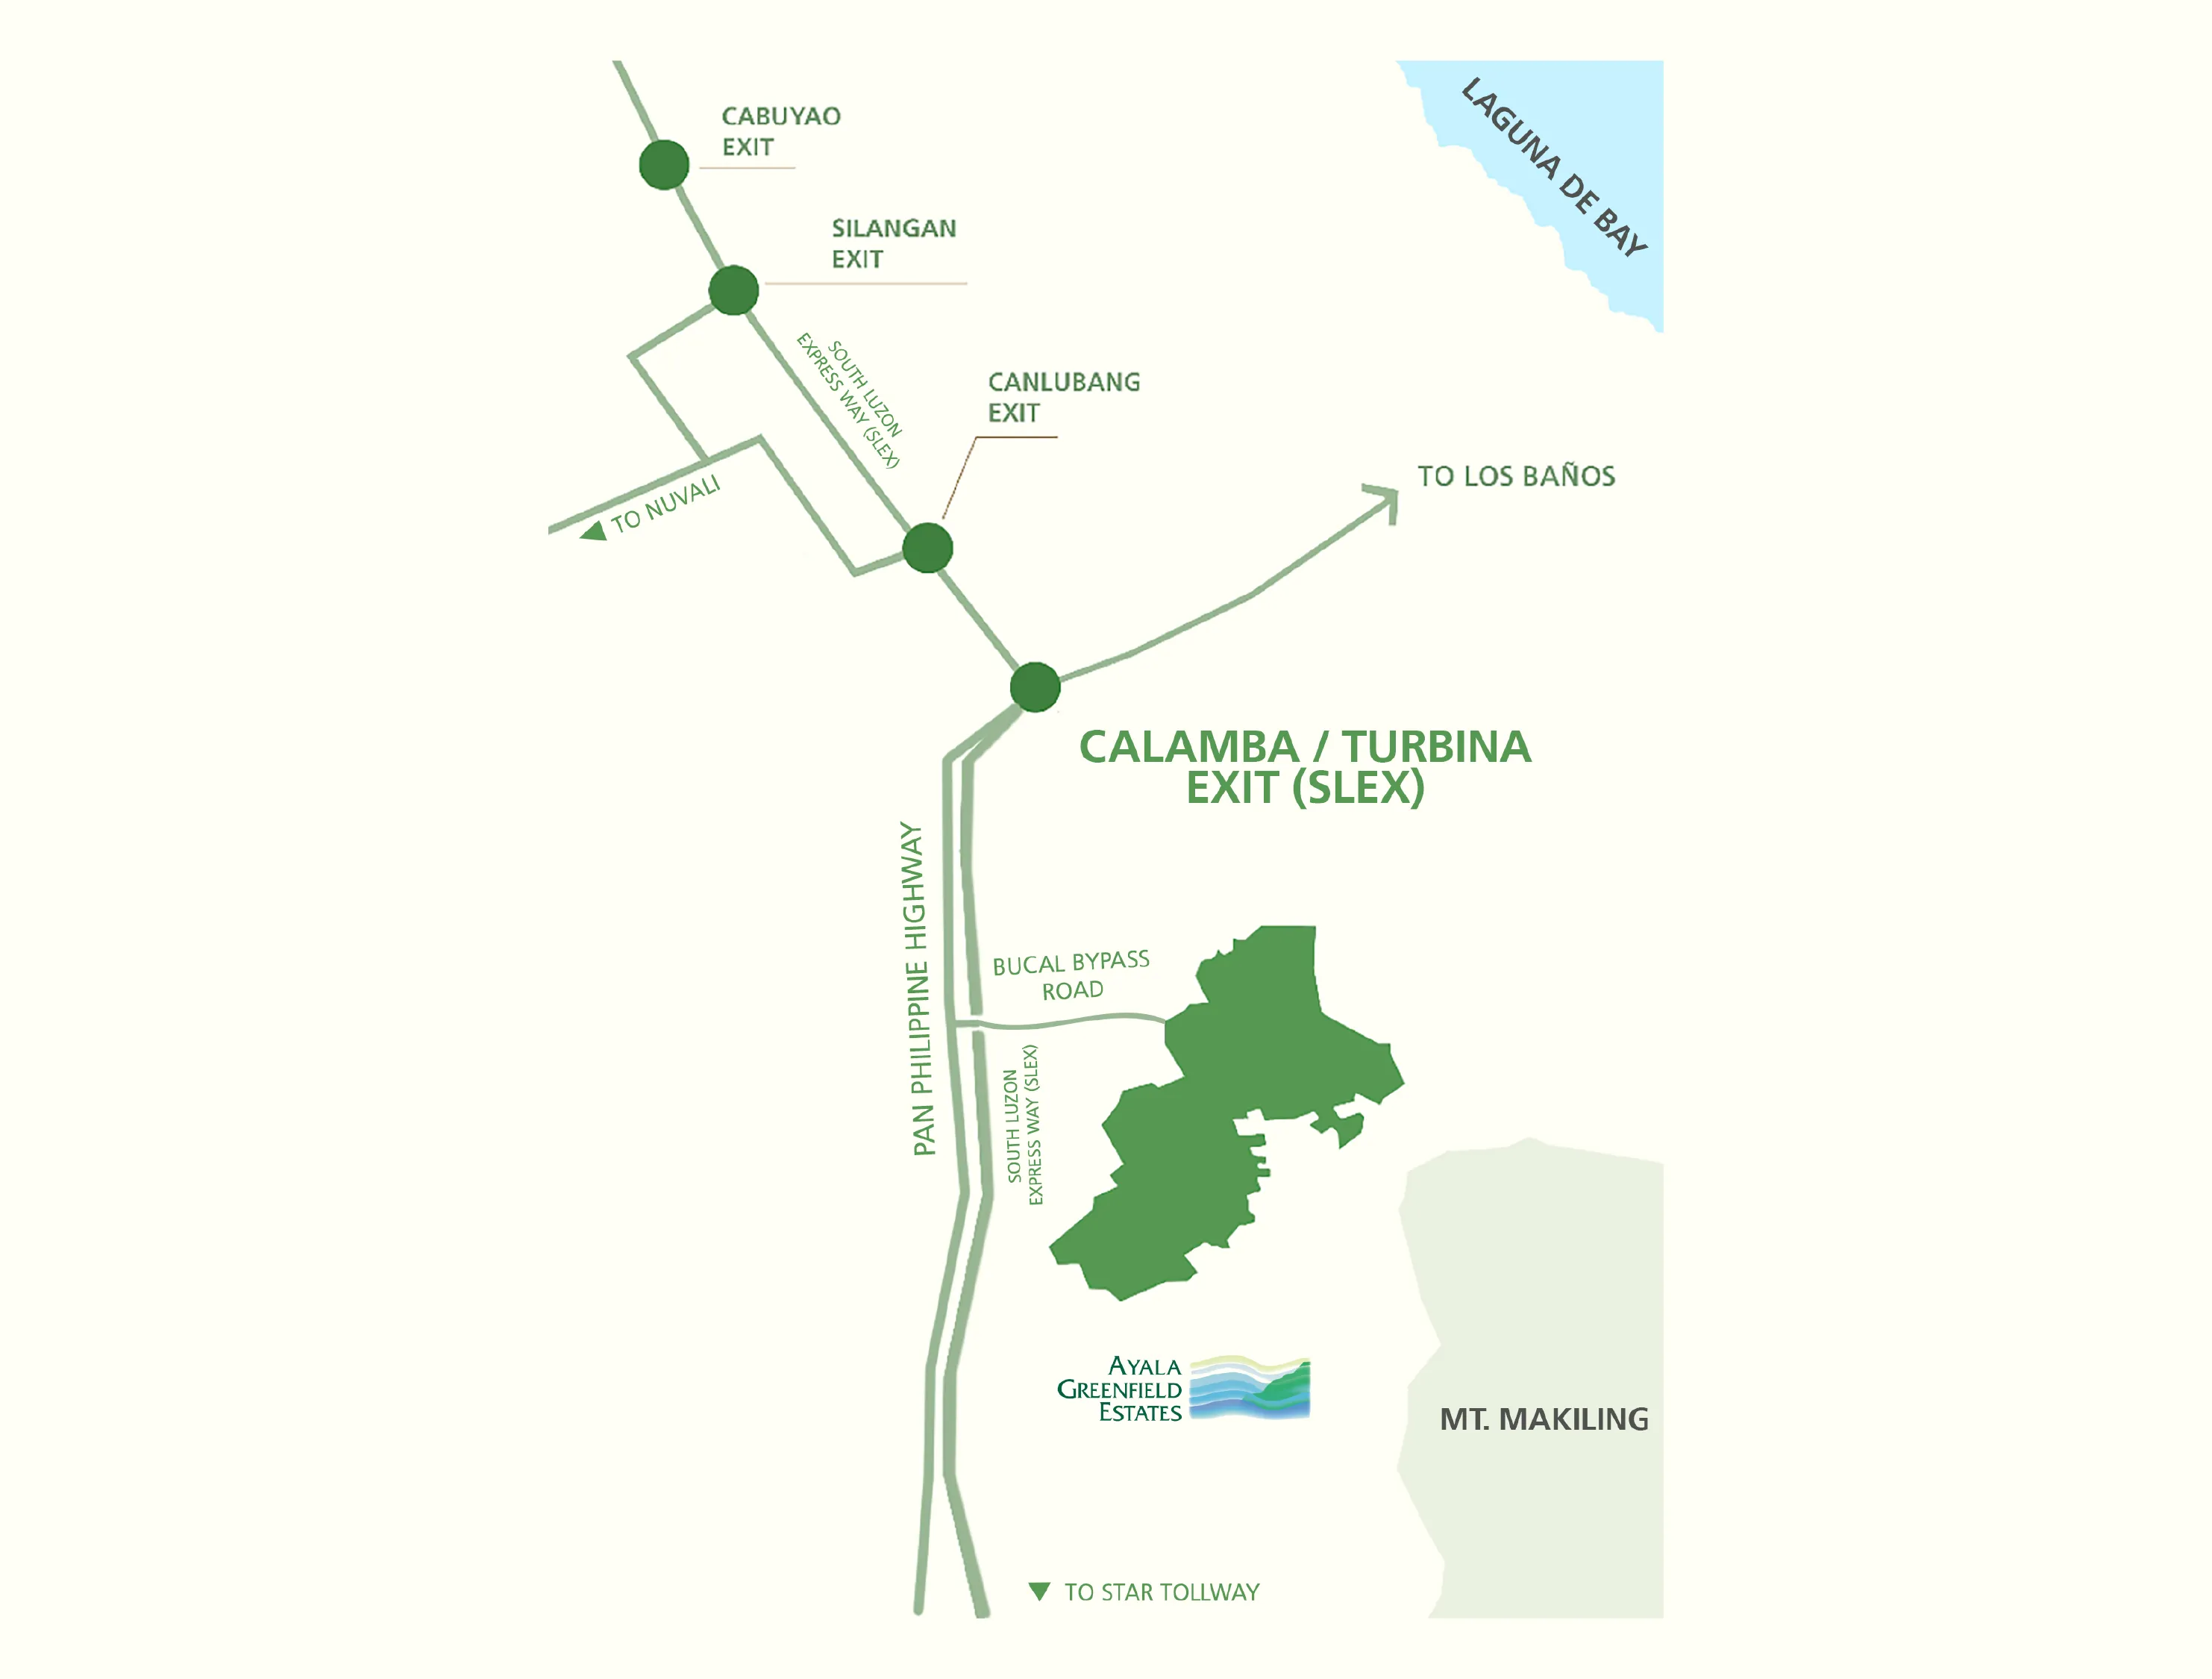 CABUYAO
EXIT
LAGUNA DE BAY
SILANGAN
EXIT
SOUTH LUZON
EXPRESS WAY (SLEX)
CANLUBANG
EXIT
TO LOS BAÑOS
TO NUVALI
CALAMBA / TURBINA
EXIT (SLEX)
PAN PHILIPPINE HIGHWAY
BUCAL BYPASS
ROAD
SOUTH LUZON
EXPRESS WAY (SLEX)
AYALA
GREENFIELD
ESTATES
MT. MAKILING
TO STAR TOLLWAY